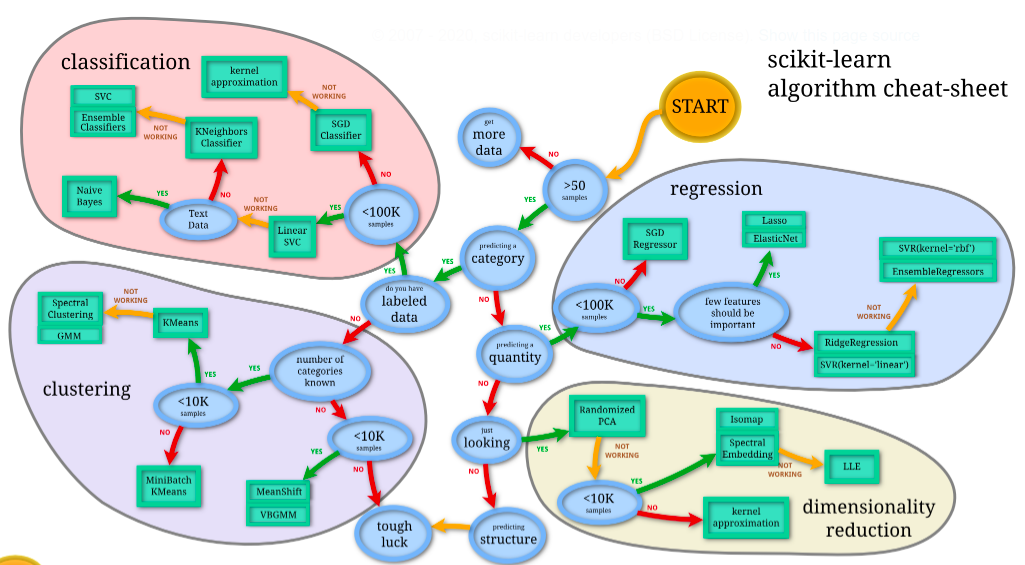 scikit-learn
algorithm cheat-sheet
START
classification
kernel
approximation
NOT
WORKING
SVC
Ensemble
Classifiers
NOT
WORKING
KNeighbors
Classifier
SGD
Classifier
NO
Naive
Bayes
YES
NO
Text
Data
NOT
WORKING
Linear
SVC
YES
<100K
samples
YES
get
more
data
NO
>50
samples
YES
predicting a
category
YES
NO
do you have
labeled
data
NO
predicting a
quantity
YES
NO
just
looking
YES
NO
predicting
structure
tough
luck
regression
SGD
Regressor
NO
<100K
samples
YES
few features
should be
important
YES
Lasso
ElasticNet
NO
RidgeRegression
SVR(kernel='linear')
NOT
WORKING
SVR(kernel='rbf')
EnsembleRegressors
clustering
Spectral
Clustering
GMM
NOT
WORKING
KMeans
YES
<10K
samples
YES
number of
categories
known
NO
NO
MiniBatch
KMeans
<10K
samples
YES
NO
MeanShift
VBGMM
dimensionality
reduction
Randomized
PCA
NOT
WORKING
<10K
samples
YES
NO
Isomap
Spectral
Embedding
NOT
WORKING
LLE
kernel
approximation